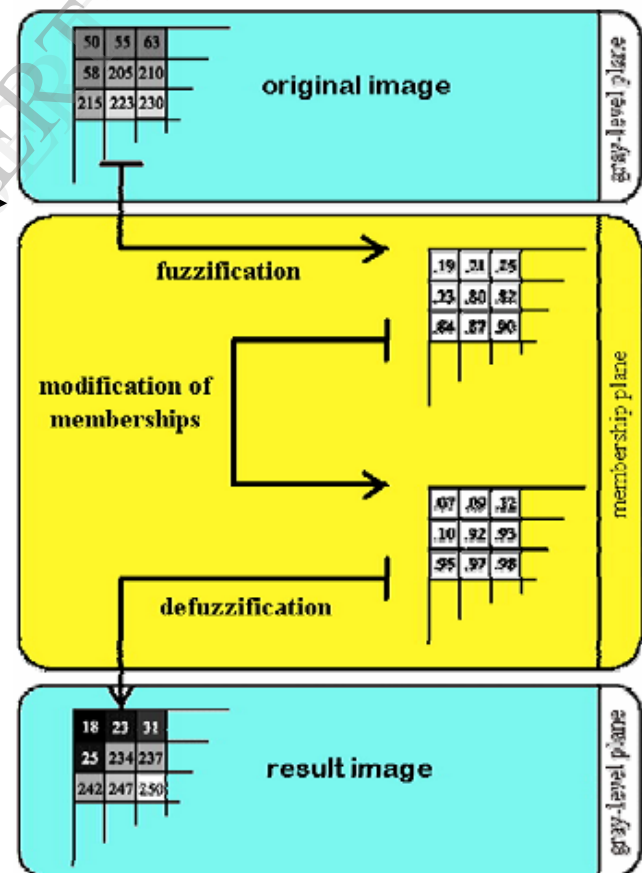 50 55 63
58 205 210
215 223 230
original image
gray-level plane
fuzzification
.19 .21 .25
.23 .80 .82
.84 .87 .90
modification of
memberships
membership plane
.07 .09 .12
.10 .92 .93
.95 .97 .98
defuzzification
18 23 31
25 234 237
242 247 250
result image
gray-level plane